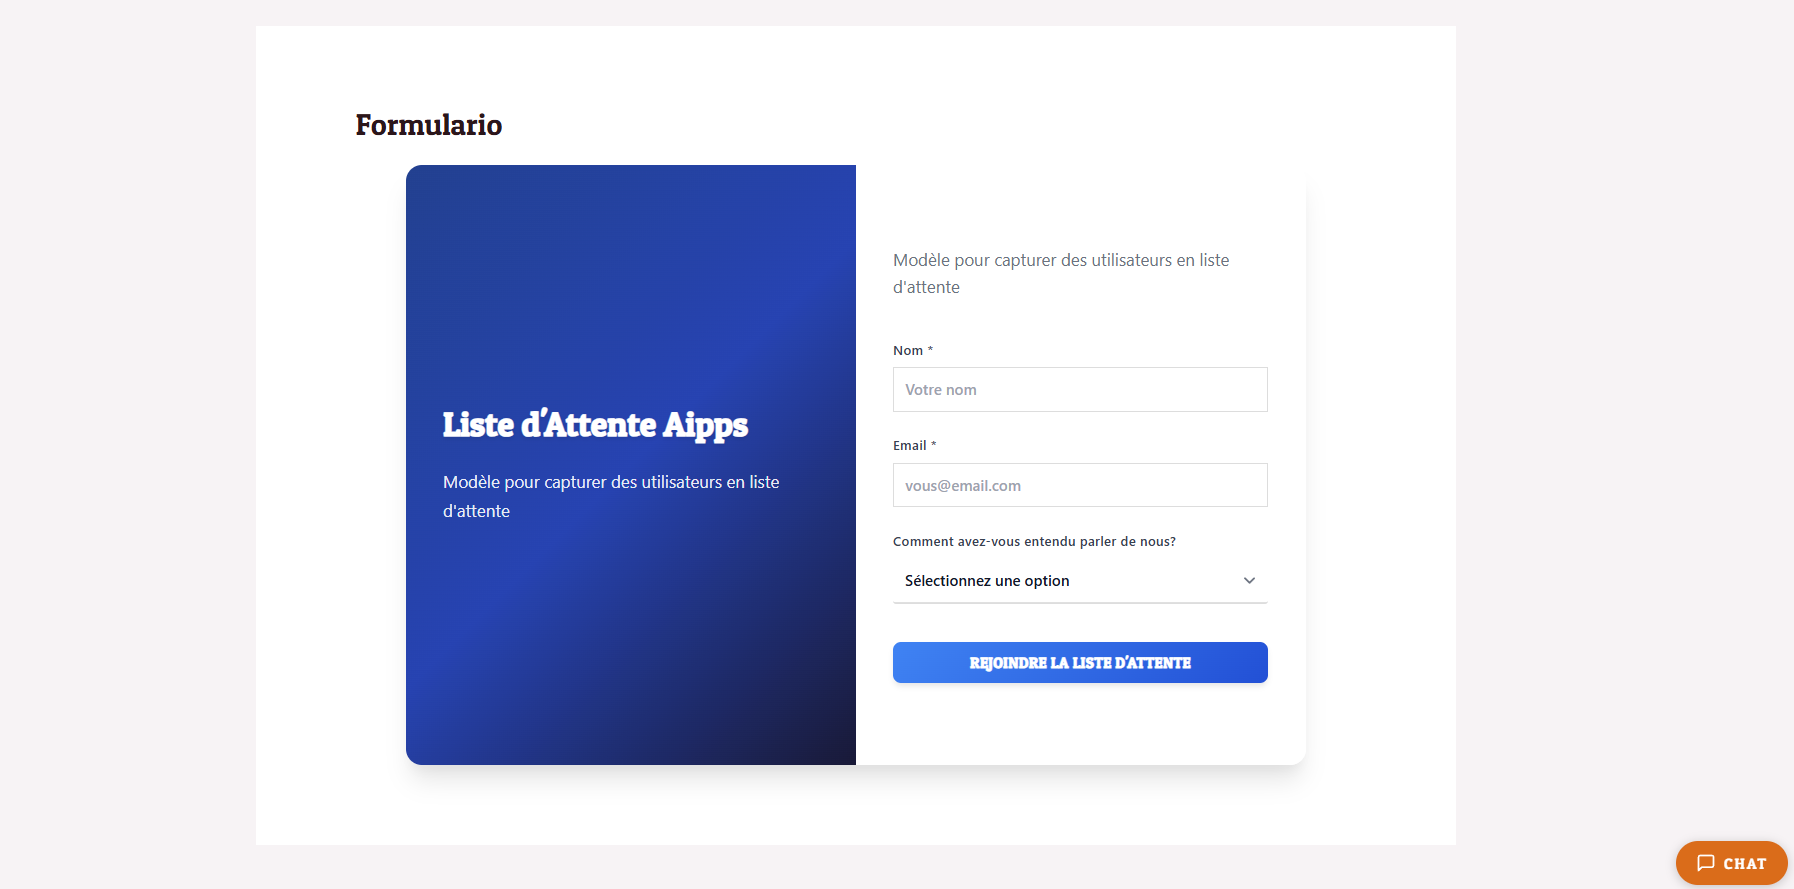 Formulario
Liste d'Attente Aipps
Modèle pour capturer des utilisateurs en liste
d'attente
Modèle pour capturer des utilisateurs en liste
d'attente
Nom *
Votre nom
Email *
vous@email.com
Comment avez-vous entendu parler de nous?
Sélectionnez une option
REJOINDRE LA LISTE D'ATTENTE
CHAT